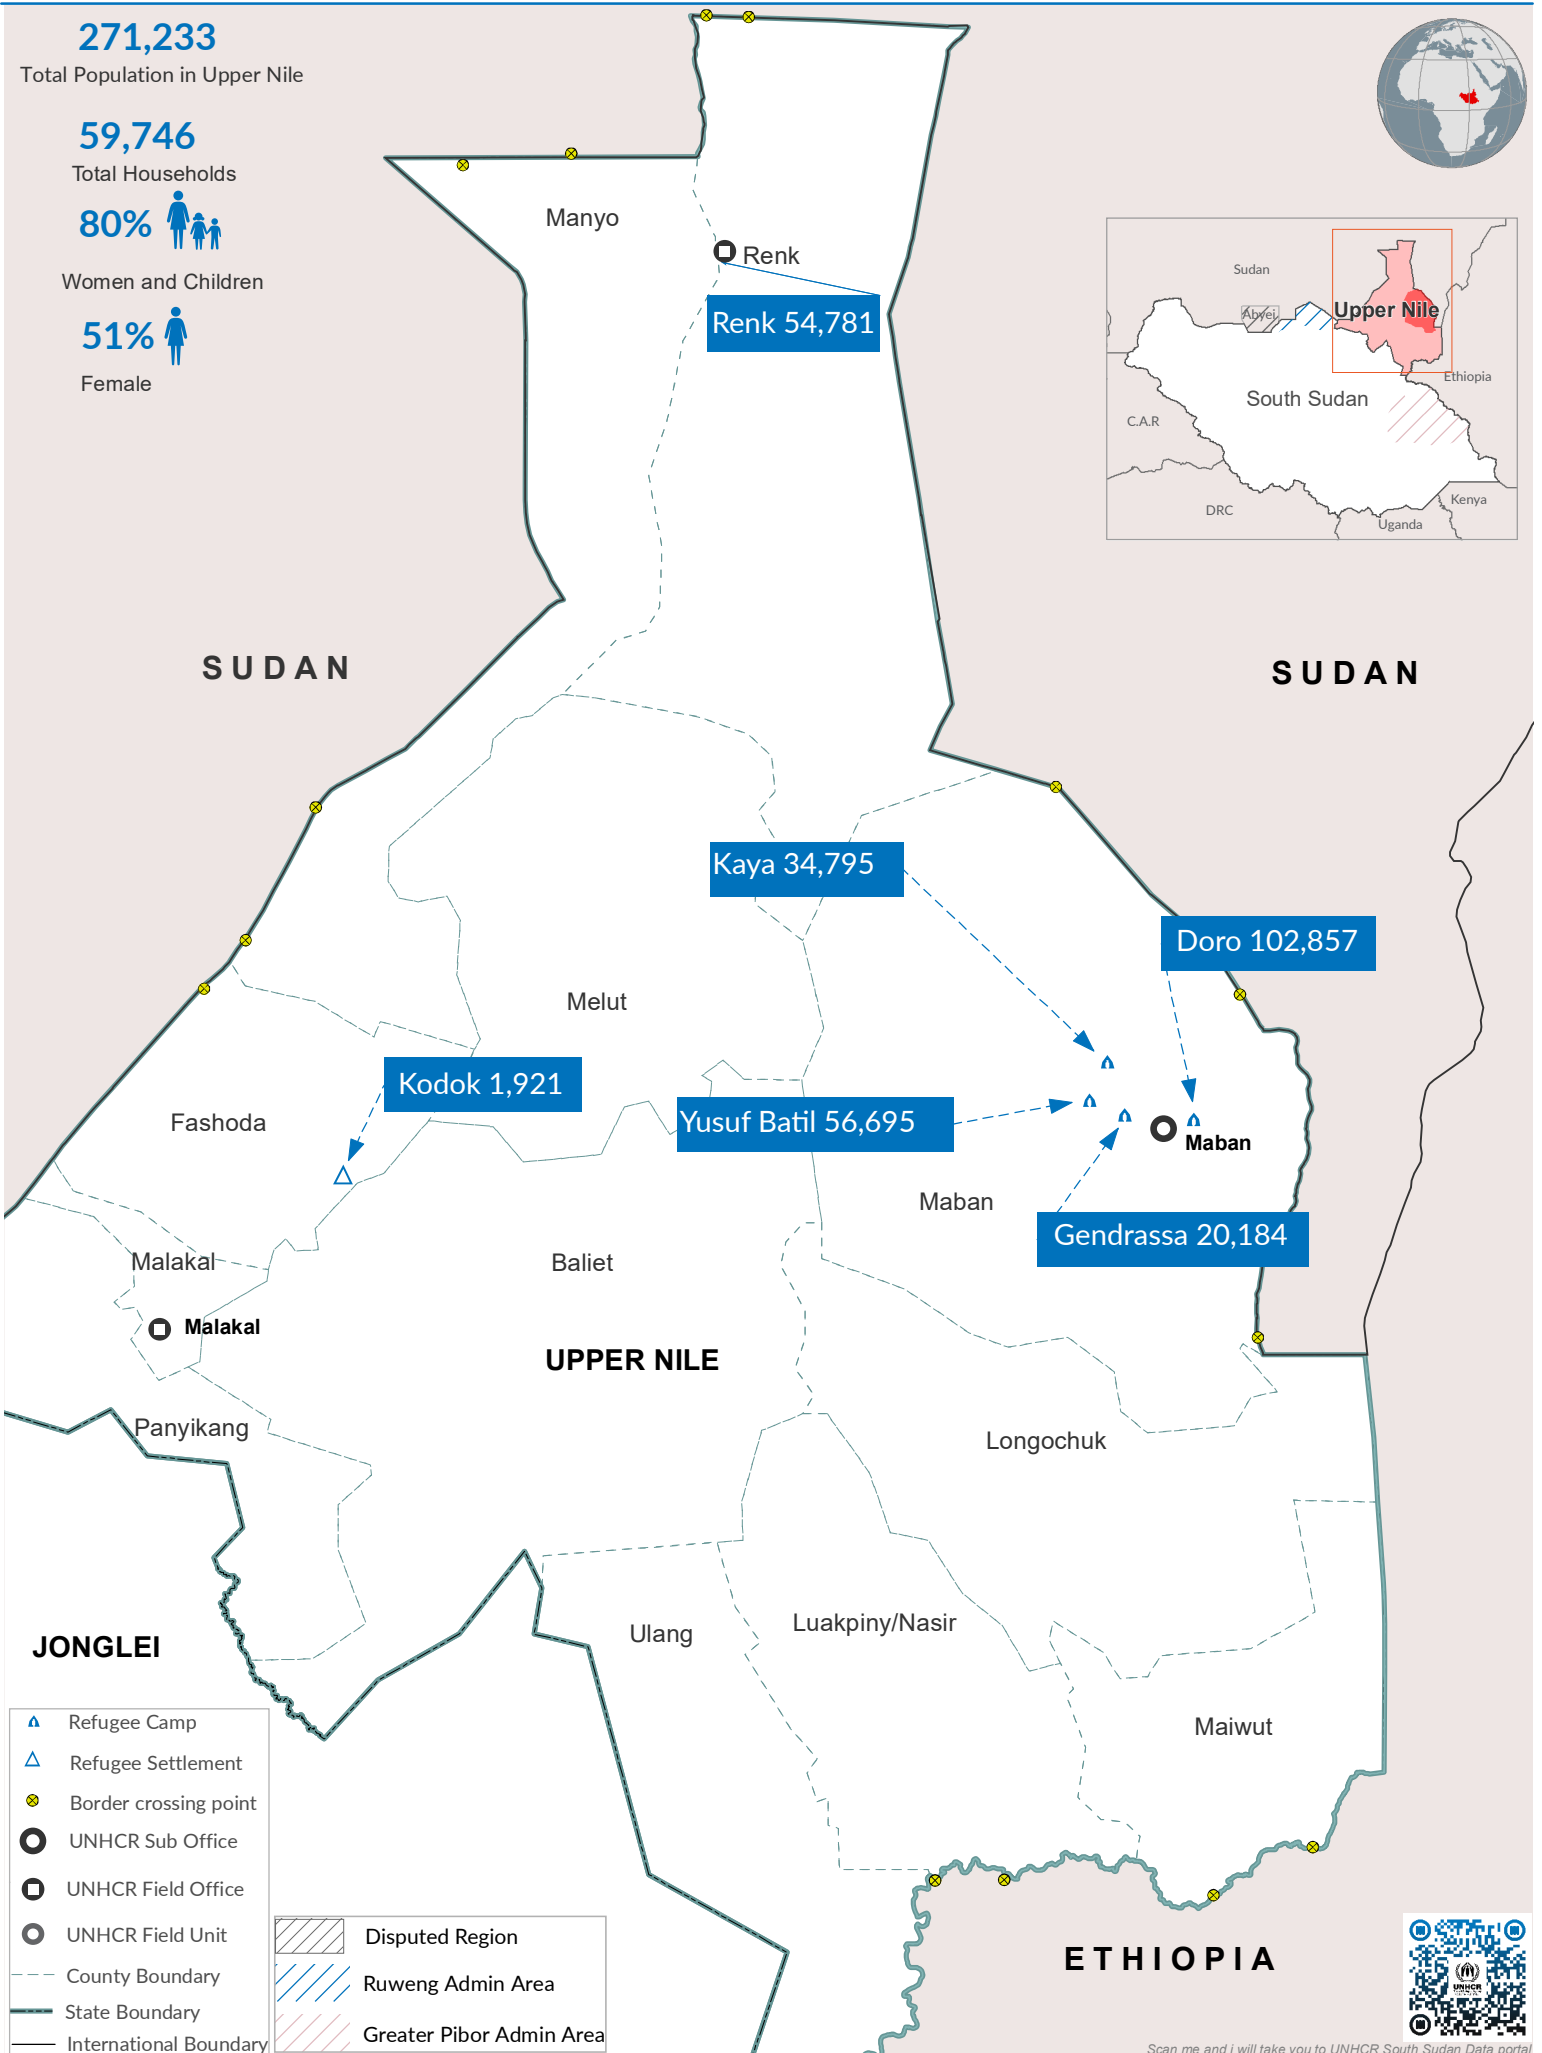 271,233
Total Population in Upper Nile
59,746
Total Households
80%
Women and Children
51%
Female
Manyo
Renk
Renk 54,781
Sudan
Abyei
Upper Nile
Ethiopia
South Sudan
C.A.R
DRC
Kenya
Uganda
SUDAN
SUDAN
Kaya 34,795
Doro 102,857
Melut
Kodok 1,921
Fashoda
Yusuf Batil 56,695
Maban
Maban
Gendrassa 20,184
Malakal
Baliet
Malakal
UPPER NILE
Panyikang
Longochuk
Luakpiny/Nasir
Ulang
JONGLEI
Maiwut
Refugee Camp
Refugee Settlement
Border crossing point
UNHCR Sub Office
UNHCR Field Office
UNHCR Field Unit
County Boundary
State Boundary
International Boundary
Disputed Region
Ruweng Admin Area
Greater Pibor Admin Area
ETHIOPIA
UNHCR
Scan me and i will take you to UNHCR South Sudan Data portal